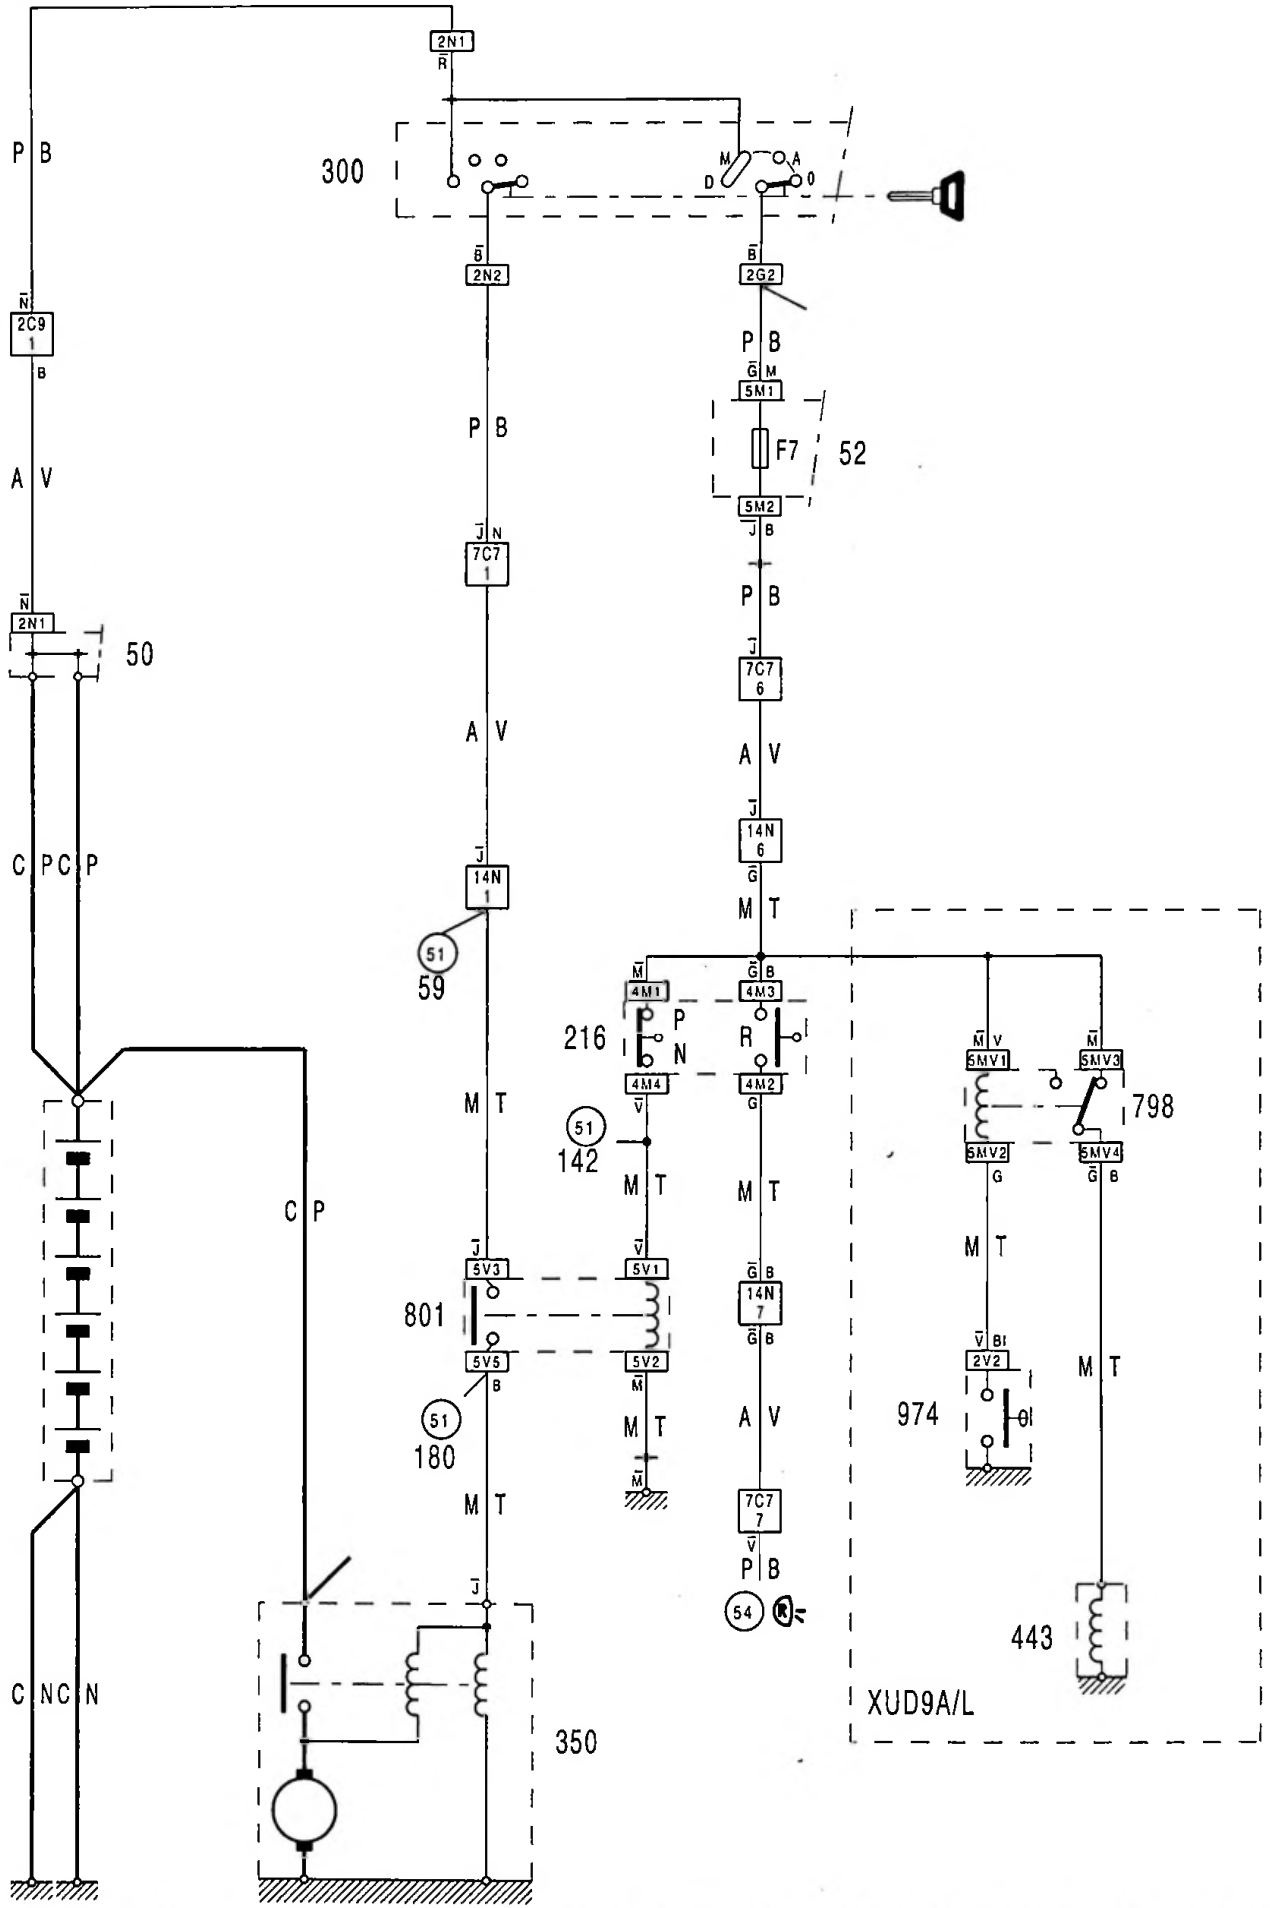 2N1
R
P B
300
M A
D 0
B
2N2
B
2G2
N
2C9
1
B
P B
G M
5M1
F7
52
5M2
J B
P B
A V
J N
7C7
1
P B
J
7C7
6
N
2N1
50
A V
A V
J
14N
6
G
C P C P
J
14N
1
M T
51
59
M
4M1
G B
4M3
216
P
N
R
4M4
V
4M2
G
M V
5MV1
M
5MV3
798
5MV2
G
5MV4
G B
51
142
M T
M T
M T
C P
M T
J
5V3
V
5V1
801
G B
14N
7
G B
5V5
B
5V2
M
V B
2V2
M T
974
51
180
M T
A V
M
7C7
7
V
P B
M T
J
54
R
443
C N C N
350
XUD9A/L